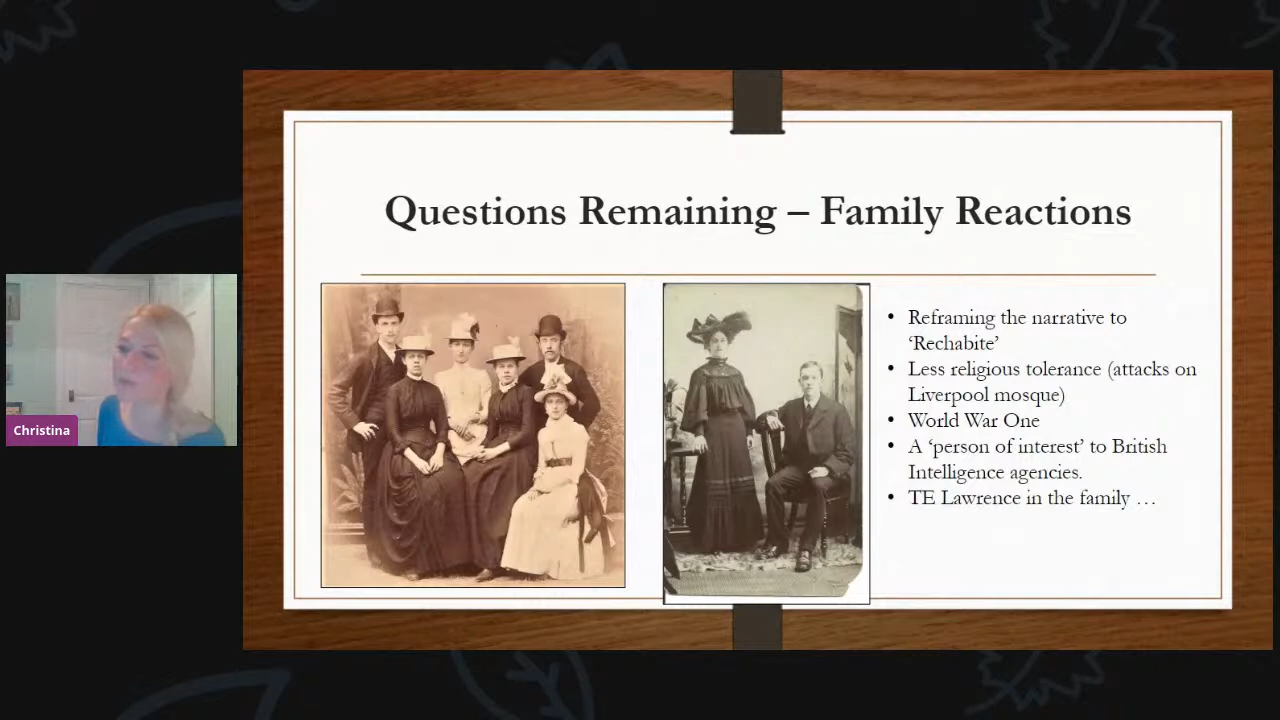 Questions Remaining – Family Reactions
• Reframing the narrative to
‘Rechabite’
• Less religious tolerance (attacks on
Liverpool mosque)
• World War One
• A ‘person of interest’ to British
Intelligence agencies.
• TE Lawrence in the family …
Christina